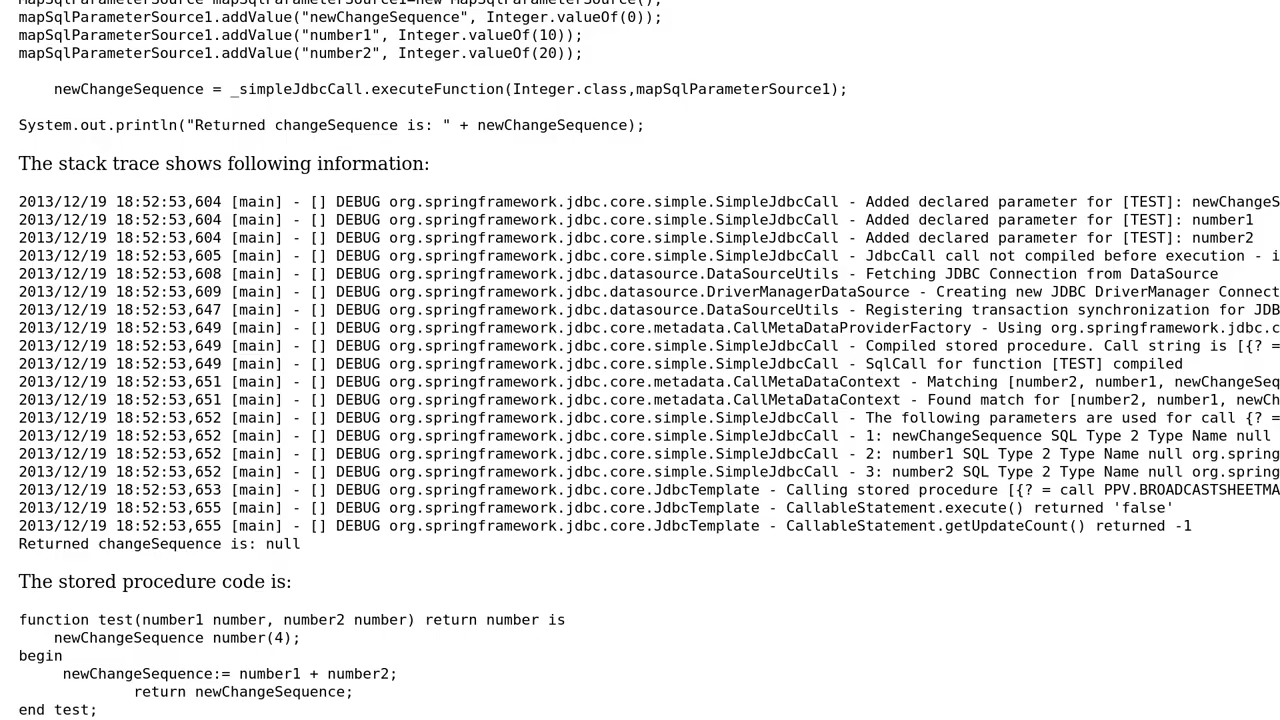 MapSqlParameterSource mapSqlParameterSource1=new MapSqlParameterSource();
mapSqlParameterSource1.addValue("newChangeSequence", Integer.valueOf(0));
mapSqlParameterSource1.addValue("number1", Integer.valueOf(10));
mapSqlParameterSource1.addValue("number2", Integer.valueOf(20));
newChangeSequence = _simpleJdbcCall.executeFunction(Integer.class,mapSqlParameterSource1);
System.out.println("Returned changeSequence is: " + newChangeSequence);
The stack trace shows following information:
2013/12/19 18:52:53,604 [main] - [] DEBUG org.springframework.jdbc.core.simple.SimpleJdbcCall - Added declared parameter for [TEST]: newChangeS
2013/12/19 18:52:53,604 [main] - [] DEBUG org.springframework.jdbc.core.simple.SimpleJdbcCall - Added declared parameter for [TEST]: number1
2013/12/19 18:52:53,604 [main] - [] DEBUG org.springframework.jdbc.core.simple.SimpleJdbcCall - Added declared parameter for [TEST]: number2
2013/12/19 18:52:53,605 [main] - [] DEBUG org.springframework.jdbc.core.simple.SimpleJdbcCall - JdbcCall call not compiled before execution - i
2013/12/19 18:52:53,608 [main] - [] DEBUG org.springframework.jdbc.datasource.DataSourceUtils - Fetching JDBC Connection from DataSource
2013/12/19 18:52:53,609 [main] - [] DEBUG org.springframework.jdbc.datasource.DriverManagerDataSource - Creating new JDBC DriverManager Connect
2013/12/19 18:52:53,647 [main] - [] DEBUG org.springframework.jdbc.datasource.DataSourceUtils - Registering transaction synchronization for JDB
2013/12/19 18:52:53,649 [main] - [] DEBUG org.springframework.jdbc.core.metadata.CallMetaDataProviderFactory - Using org.springframework.jdbc.c
2013/12/19 18:52:53,649 [main] - [] DEBUG org.springframework.jdbc.core.simple.SimpleJdbcCall - Compiled stored procedure. Call string is [{? =
2013/12/19 18:52:53,649 [main] - [] DEBUG org.springframework.jdbc.core.simple.SimpleJdbcCall - SqlCall for function [TEST] compiled
2013/12/19 18:52:53,651 [main] - [] DEBUG org.springframework.jdbc.core.metadata.CallMetaDataContext - Matching [number2, number1, newChangeSeq
2013/12/19 18:52:53,651 [main] - [] DEBUG org.springframework.jdbc.core.metadata.CallMetaDataContext - Found match for [number2, number1, newCh
2013/12/19 18:52:53,652 [main] - [] DEBUG org.springframework.jdbc.core.simple.SimpleJdbcCall - The following parameters are used for call {? =
2013/12/19 18:52:53,652 [main] - [] DEBUG org.springframework.jdbc.core.simple.SimpleJdbcCall - 1: newChangeSequence SQL Type 2 Type Name null
2013/12/19 18:52:53,652 [main] - [] DEBUG org.springframework.jdbc.core.simple.SimpleJdbcCall - 2: number1 SQL Type 2 Type Name null org.spring
2013/12/19 18:52:53,652 [main] - [] DEBUG org.springframework.jdbc.core.simple.SimpleJdbcCall - 3: number2 SQL Type 2 Type Name null org.spring
2013/12/19 18:52:53,653 [main] - [] DEBUG org.springframework.jdbc.core.JdbcTemplate - Calling stored procedure [{? = call PPV.BROADCASTSHEETMA
2013/12/19 18:52:53,655 [main] - [] DEBUG org.springframework.jdbc.core.JdbcTemplate - CallableStatement.execute() returned 'false'
2013/12/19 18:52:53,655 [main] - [] DEBUG org.springframework.jdbc.core.JdbcTemplate - CallableStatement.getUpdateCount() returned -1
Returned changeSequence is: null
The stored procedure code is:
function test(number1 number, number2 number) return number is
newChangeSequence number(4);
begin
newChangeSequence:= number1 + number2;
return newChangeSequence;
end test;